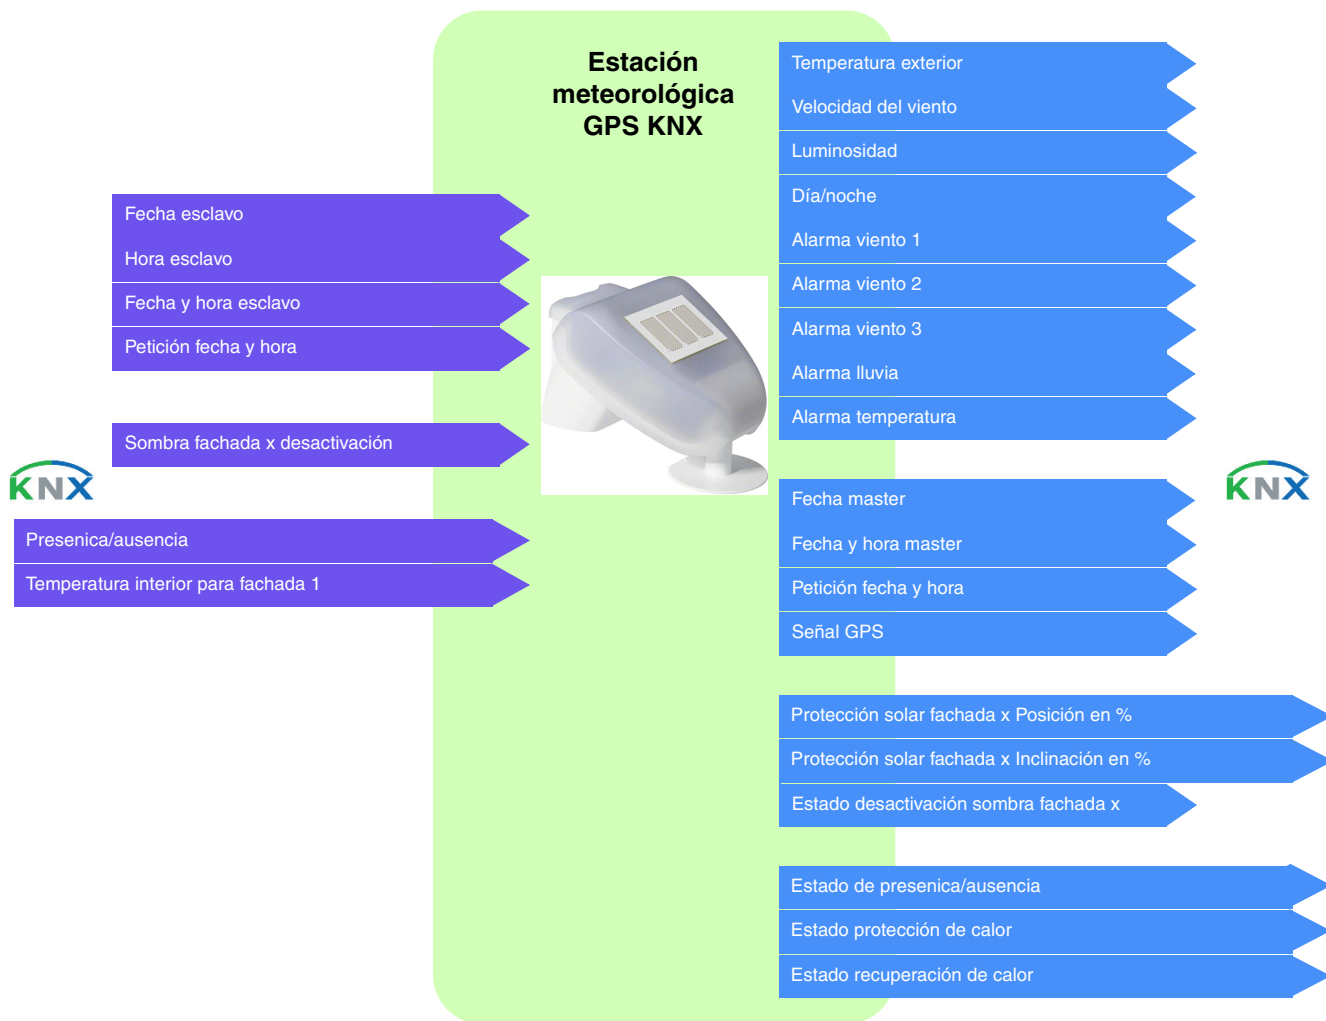 Estación
meteorológica
GPS KNX
Fecha esclavo
Hora esclavo
Fecha y hora esclavo
Petición fecha y hora
Sombra fachada x desactivación
KNX
Presenica/ausencia
Temperatura interior para fachada 1
Temperatura exterior
Velocidad del viento
Luminosidad
Día/noche
Alarma viento 1
Alarma viento 2
Alarma viento 3
Alarma lluvia
Alarma temperatura
Fecha master
Fecha y hora master
Petición fecha y hora
Señal GPS
KNX
Protección solar fachada x Posición en %
Protección solar fachada x Inclinación en %
Estado desactivación sombra fachada x
Estado de presenica/ausencia
Estado protección de calor
Estado recuperación de calor